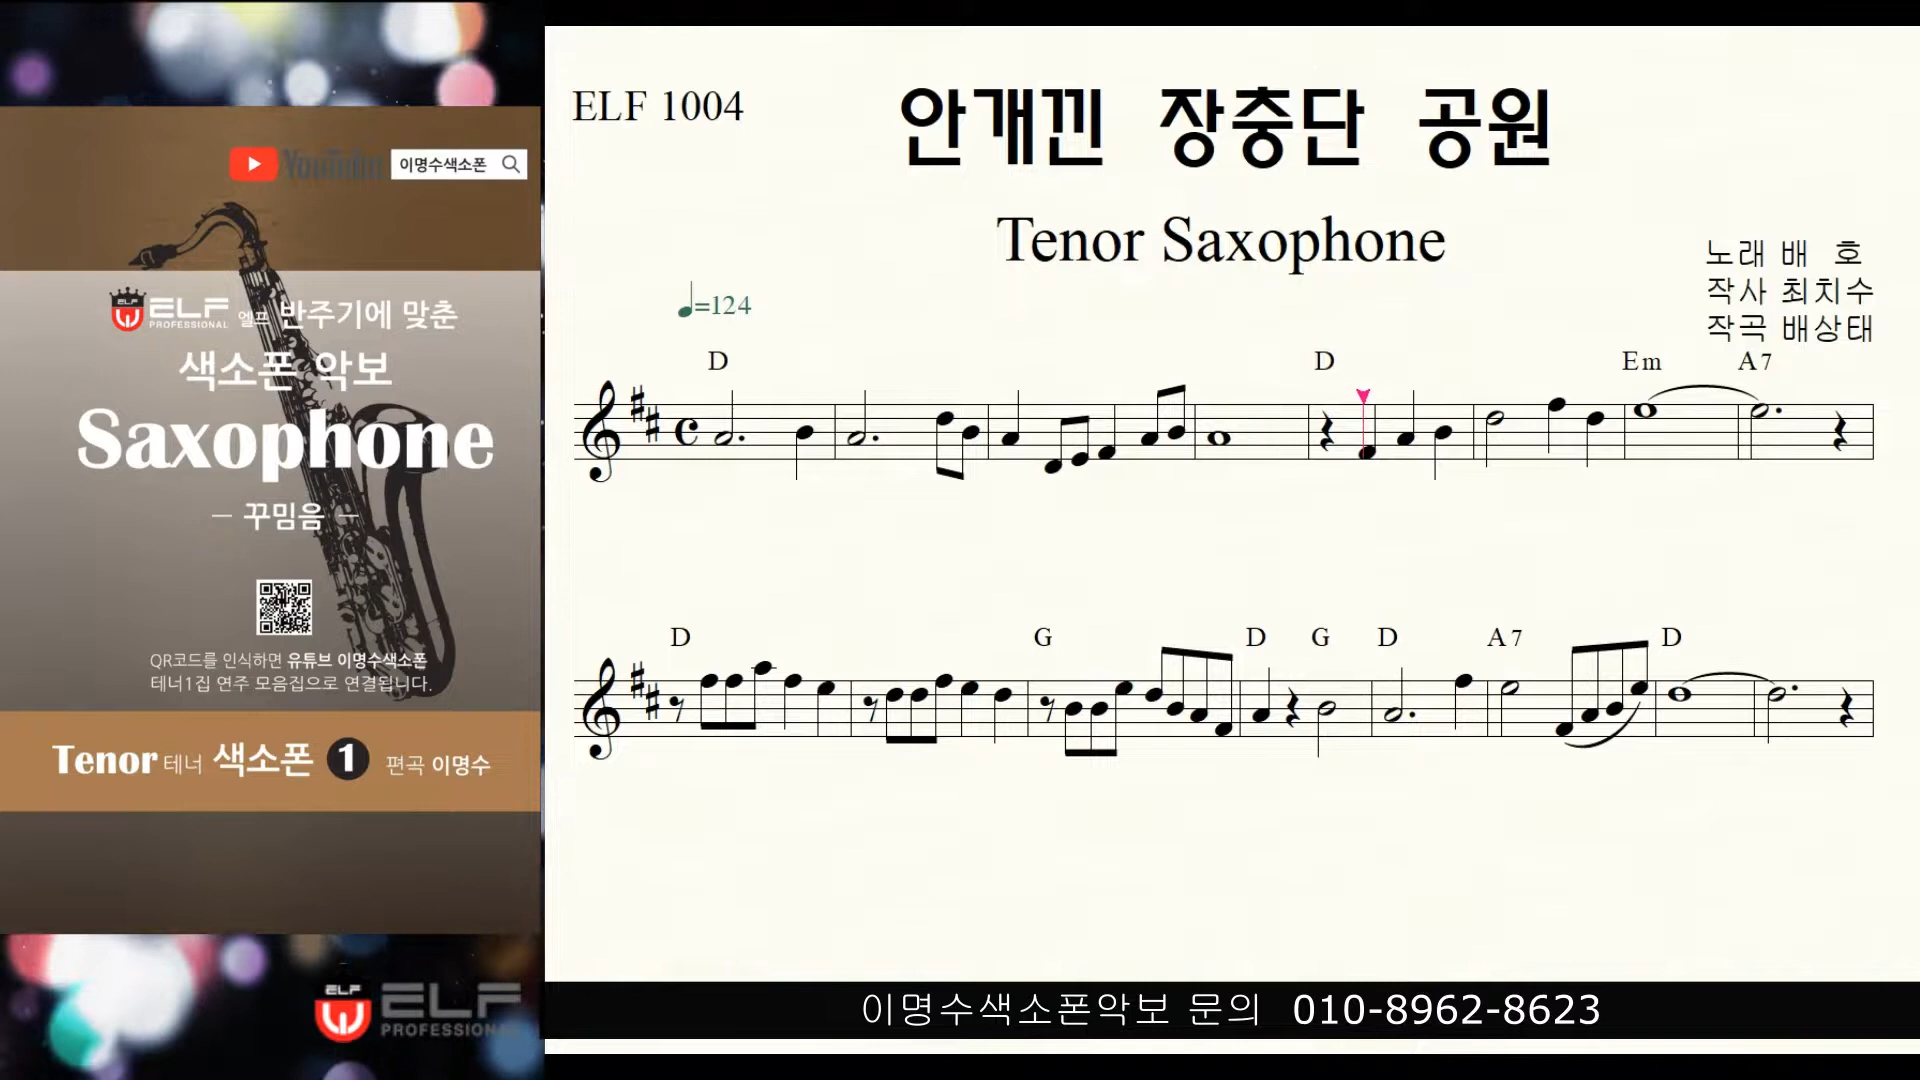 YouTube 이명수색소폰
ELF
ELF
PROFESSIONAL
엘프 반주기에 맞춘
색소폰 악보
Saxophone
— 꾸밈음 —
QR코드를 인식하면 유튜브 이명수색소폰
테너1집 연주 모음집으로 연결됩니다.
Tenor 테너 색소폰 1 편곡 이명수
ELF
ELF
PROFESSIONAL
ELF 1004
안개낀 장충단 공원
Tenor Saxophone
노래 배 호
작사 최치수
작곡 배상태
=124
D D Em A7
D G D G D A7 D
이명수색소폰악보 문의 010-8962-8623